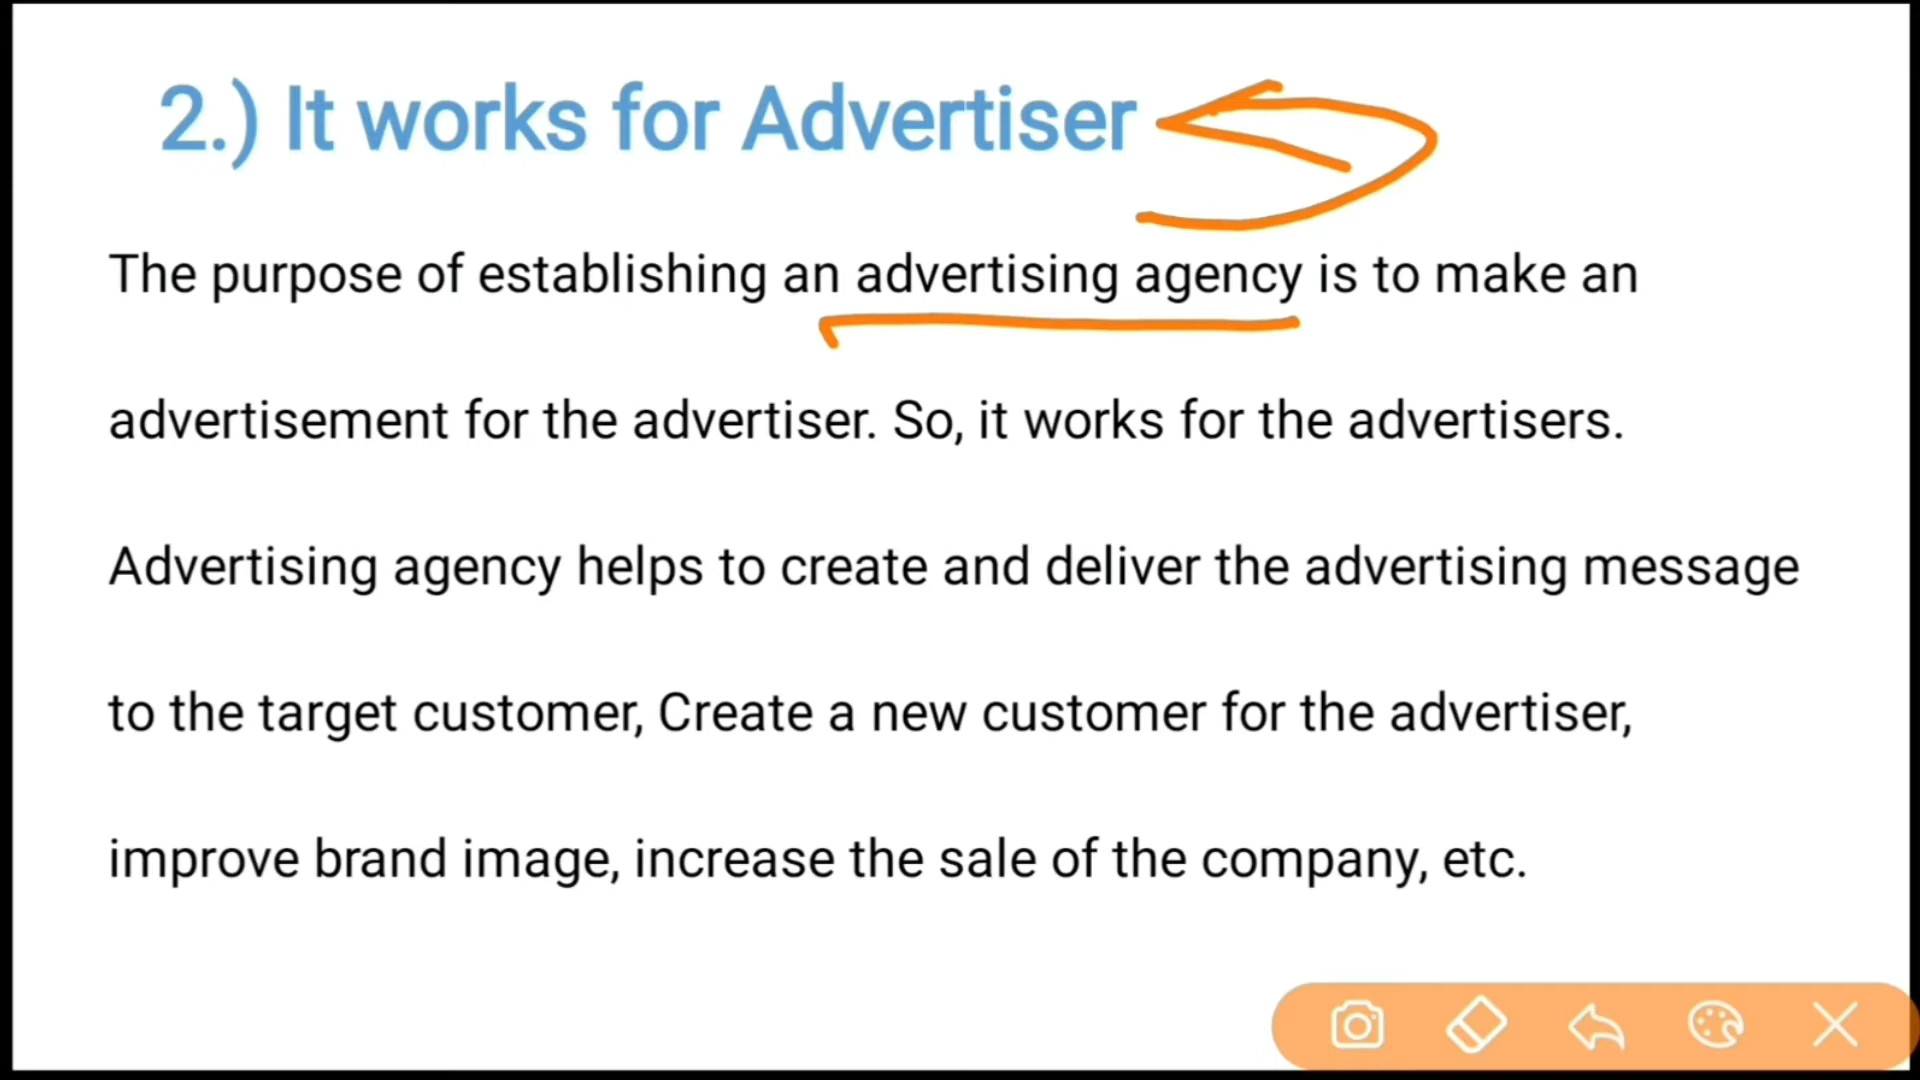 2.) It works for Advertiser
The purpose of establishing an advertising agency is to make an
advertisement for the advertiser. So, it works for the advertisers.
Advertising agency helps to create and deliver the advertising message
to the target customer, Create a new customer for the advertiser,
improve brand image, increase the sale of the company, etc.